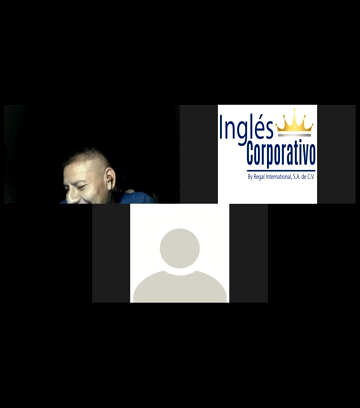 Inglés
Corporativo
By Regal International, S.A. de C.V.